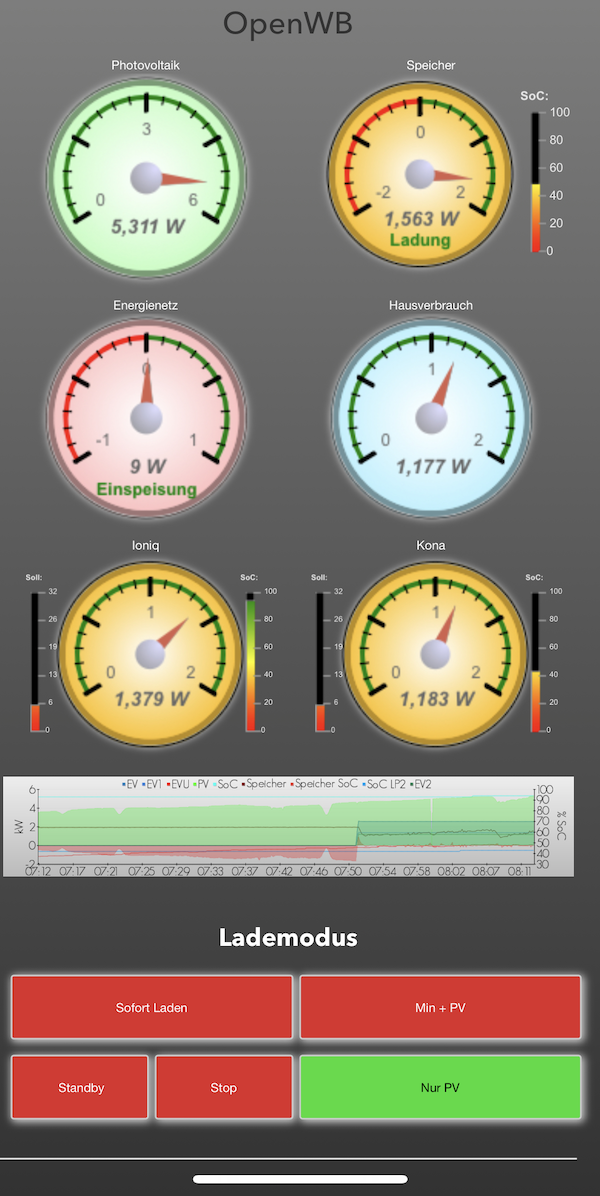 OpenWB
Photovoltaik
Speicher
SoC:
3
0
6
5,311 W
0
-2
2
1,563 W
Ladung
100
80
60
40
20
0
Energienetz
Hausverbrauch
0
-1
1
9 W
Einspeisung
1
0
2
1,177 W
Ioniq
Kona
Soll:
32
26
19
13
6
0
1
0
2
1,379 W
SoC:
100
80
60
40
20
0
Soll:
32
26
19
13
6
0
1
0
2
1,183 W
SoC:
100
80
60
40
20
0
EV EV1 EVU PV SoC Speicher Speicher SoC SoC LP2 EV2
kW
6
4
2
0
-2
% SoC
100
90
80
70
60
50
40
30
07:12 07:16 07:21 07:25 07:29 07:33 07:37 07:42 07:46 07:50 07:54 07:58 08:02 08:07 08:11
Lademodus
Sofort Laden
Min + PV
Standby
Stop
Nur PV